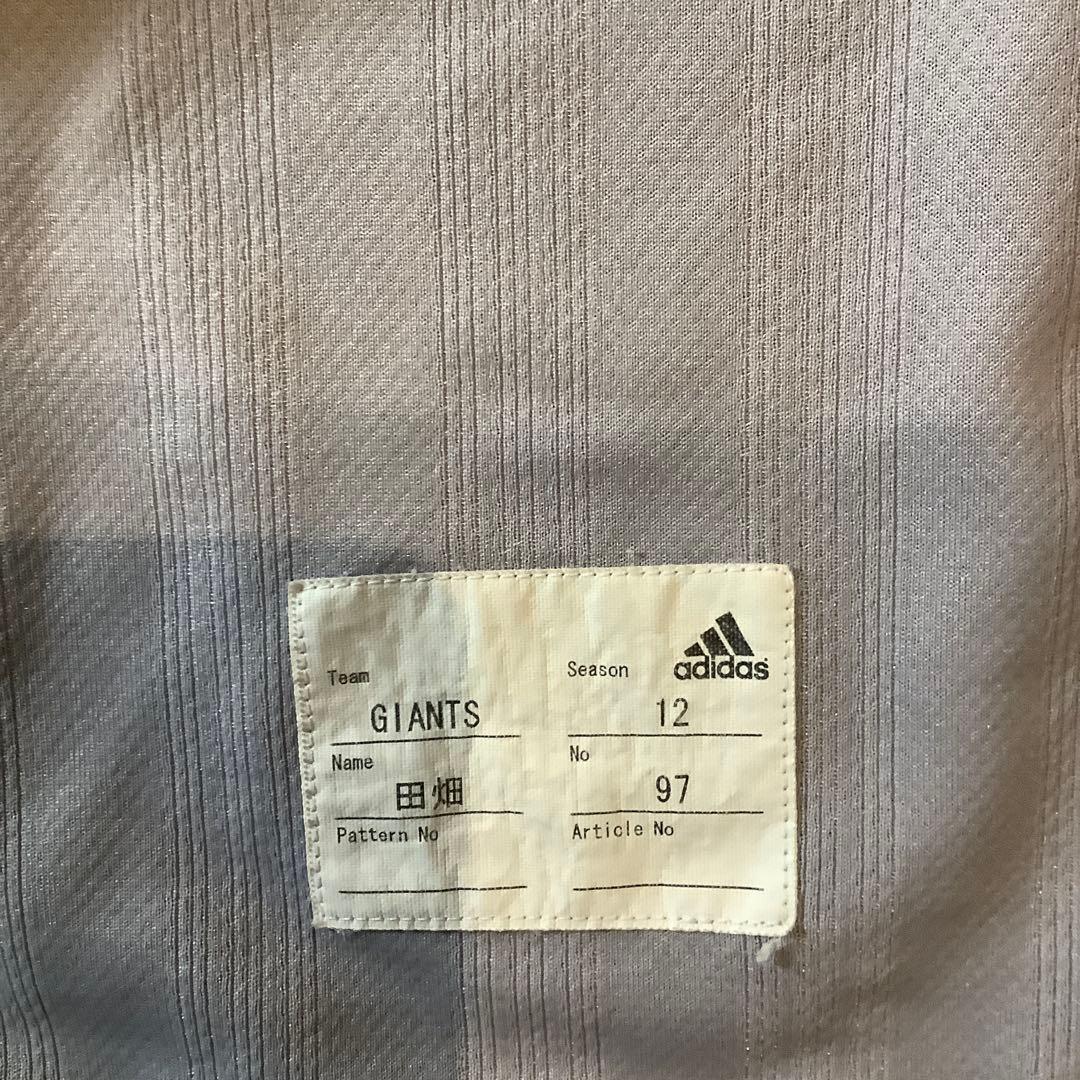 adidas
Team Season
GIANTS 12
Name No
田畑 97
Pattern No Article No